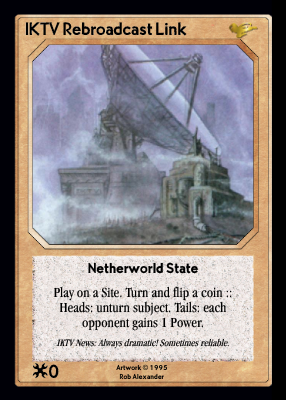 IKTV Rebroadcast Link
Netherworld State
Play on a Site. Turn and flip a coin ::
Heads: unturn subject. Tails: each
opponent gains 1 Power.
IKTV News: Always dramatic! Sometimes reliable.
0
Artwork © 1995
Rob Alexander